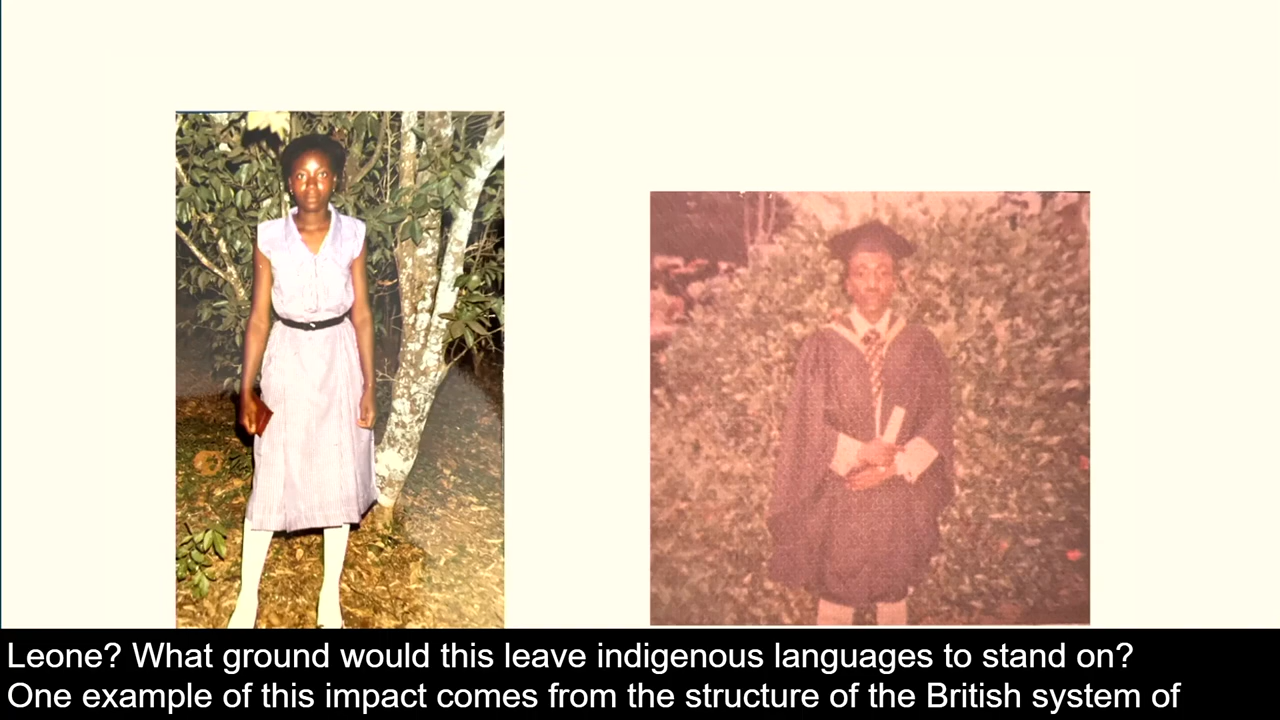 Leone? What ground would this leave indigenous languages to stand on?
One example of this impact comes from the structure of the British system of